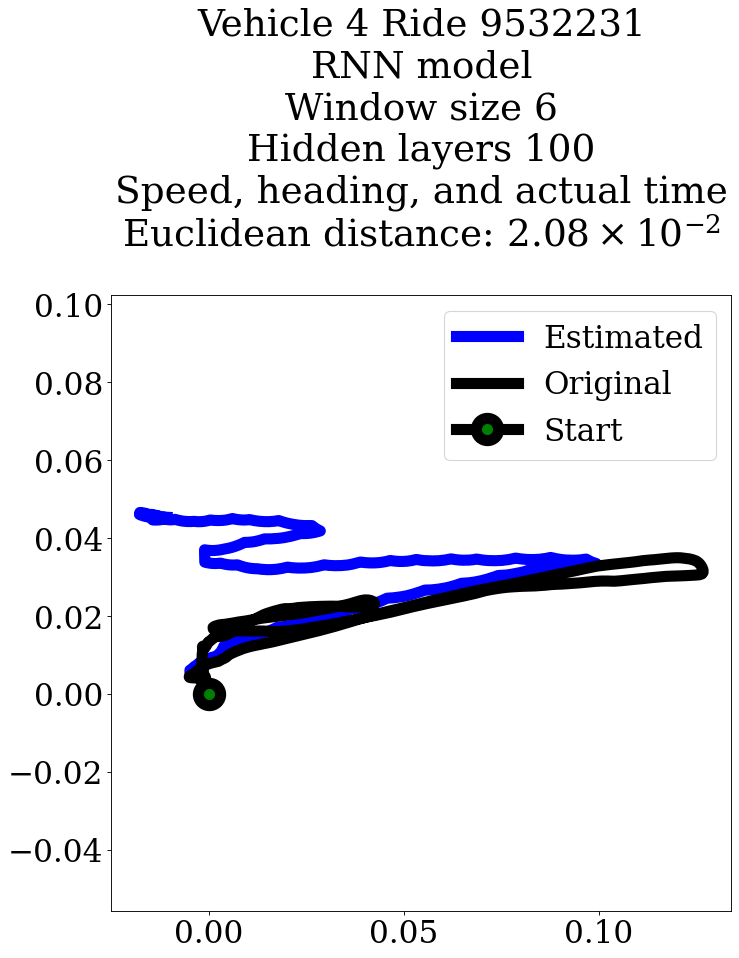 Vehicle 4 Ride 9532231
RNN model
Window size 6
Hidden layers 100
Speed, heading, and actual time
Euclidean distance: 2.08 × 10⁻²
Estimated
Original
Start
0.10
0.08
0.06
0.04
0.02
0.00
−0.02
−0.04
0.00 0.05 0.10